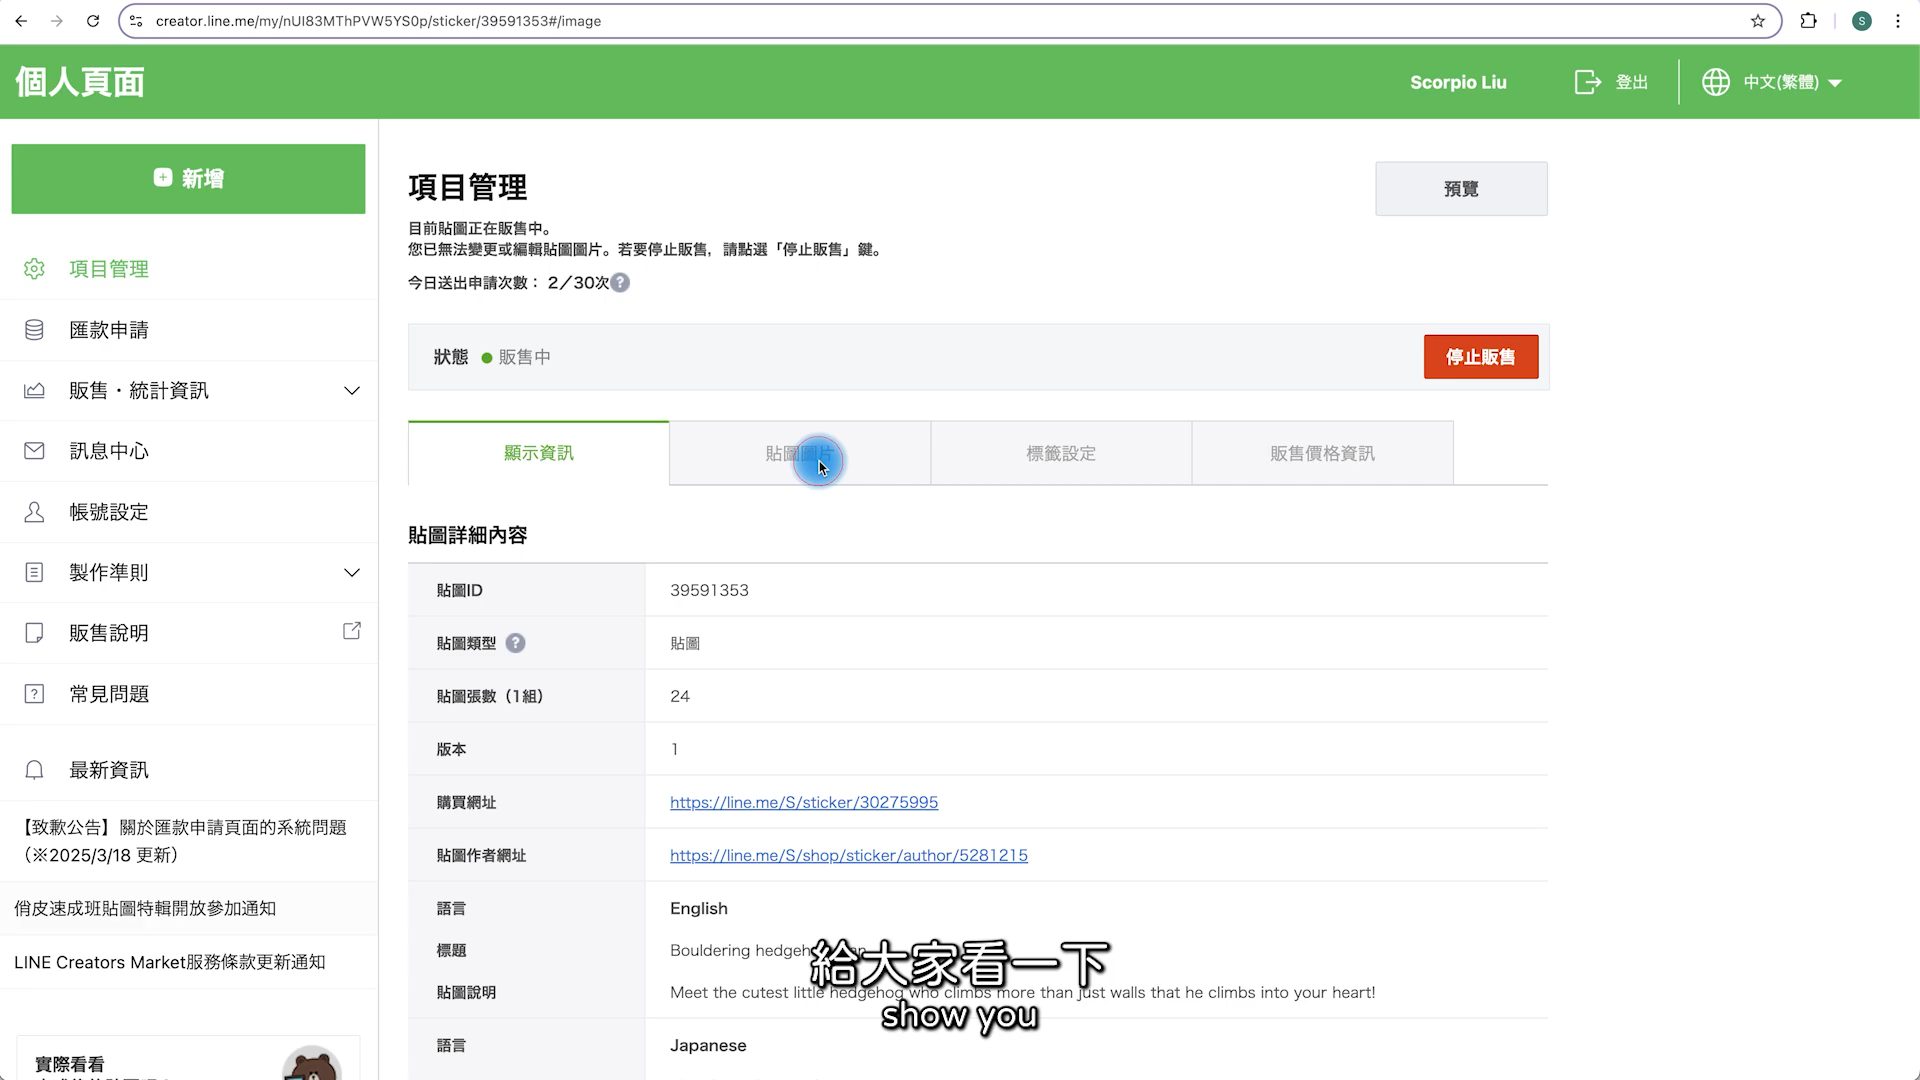 creator.line.me/my/nUI83MThPVW5YS0p/sticker/39591353#/image
S
個人頁面
Scorpio Liu
登出
中文(繁體)
新增
項目管理
匯款申請
販售・統計資訊
訊息中心
帳號設定
製作準則
販售說明
常見問題
最新資訊
【致歉公告】關於匯款申請頁面的系統問題
（※2025/3/18 更新）
俏皮速成班貼圖特輯開放參加通知
LINE Creators Market服務條款更新通知
實際看看
項目管理
預覽
目前貼圖正在販售中。
您已無法變更或編輯貼圖圖片。若要停止販售，請點選「停止販售」鍵。
今日送出申請次數： 2／30次 ?
狀態 販售中
停止販售
顯示資訊
貼圖圖片
標籤設定
販售價格資訊
貼圖詳細內容
貼圖ID 39591353
貼圖類型 ? 貼圖
貼圖張數（1組） 24
版本 1
購買網址 https://line.me/S/sticker/30275995
貼圖作者網址 https://line.me/S/shop/sticker/author/5281215
語言 English
標題 Bouldering
貼圖說明 Meet the cutest little hedgehog who climbs more than just walls that he climbs into your heart!
語言 Japanese
給大家看一下
show you